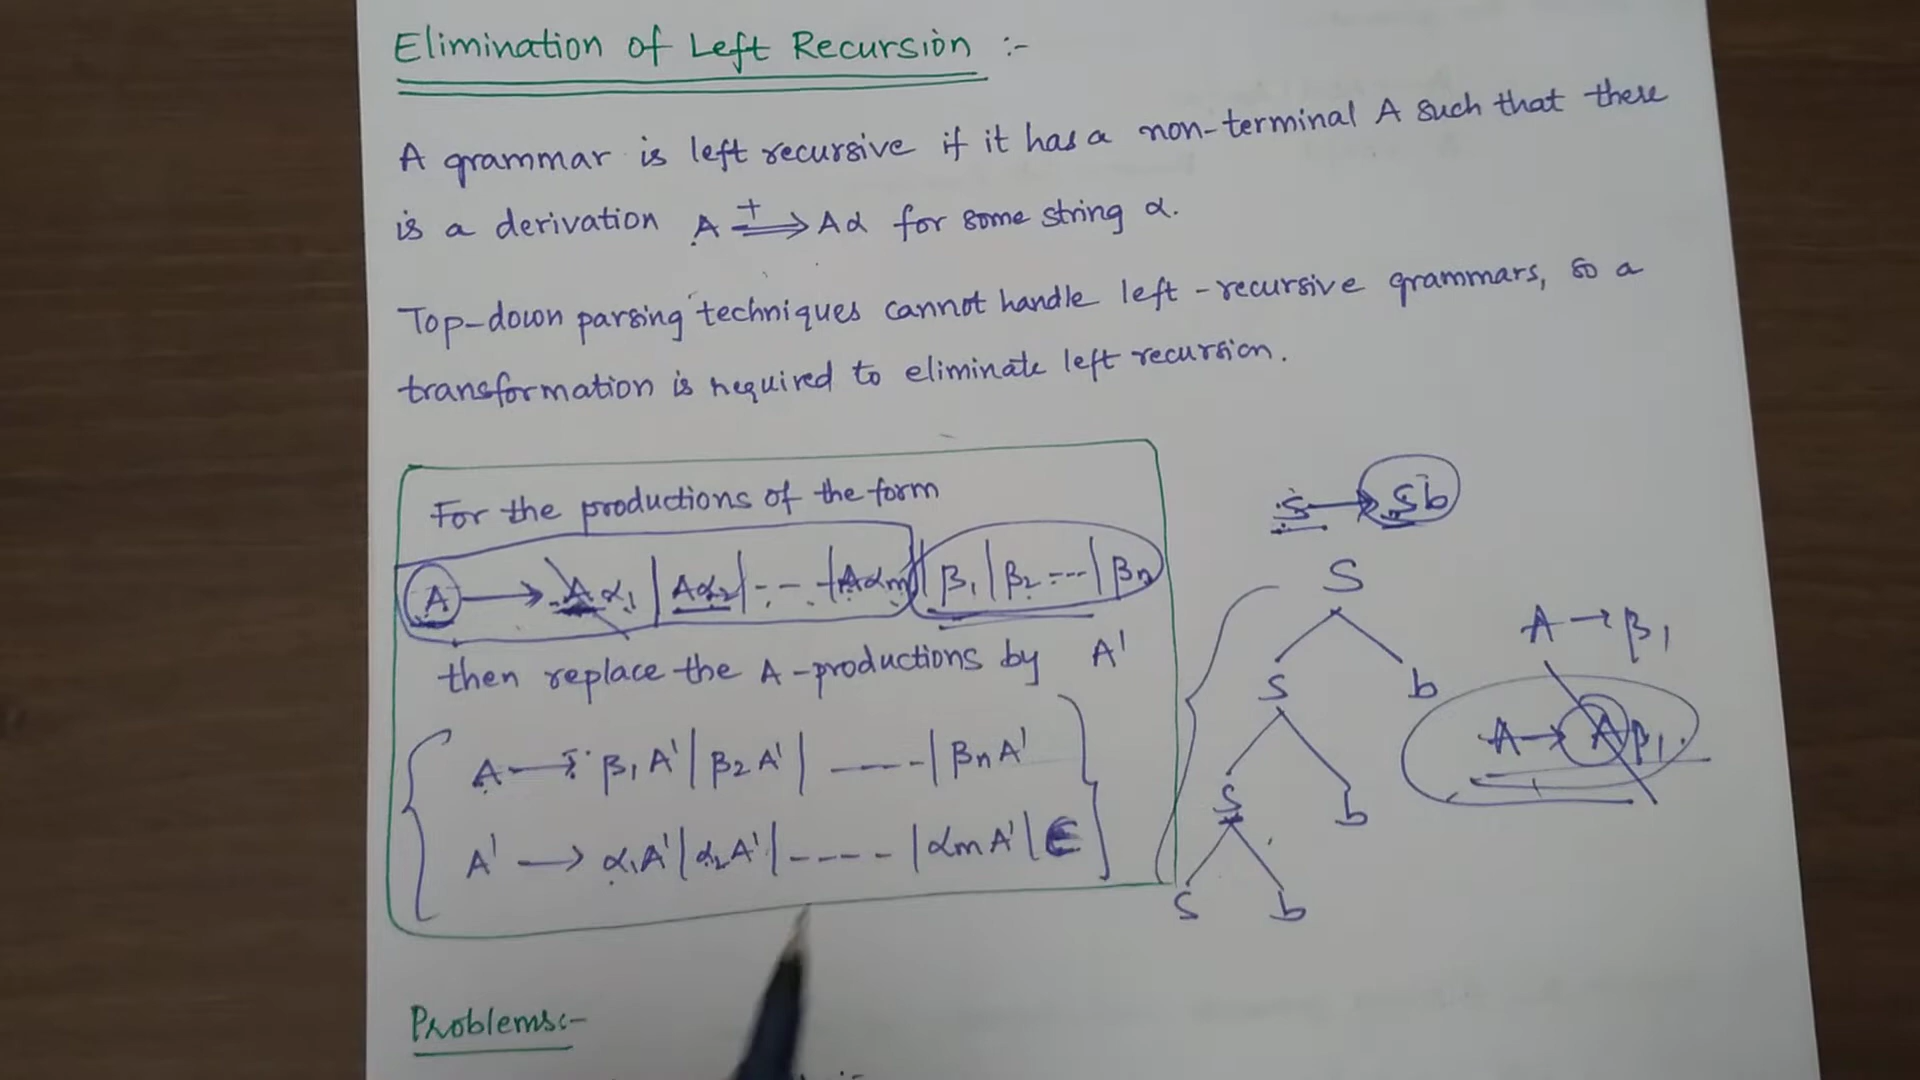 Elimination of Left Recursion :-
A grammar is left recursive if it has a non-terminal A such that there
is a derivation A ⇒+ Aα for some string α.
Top-down parsing techniques cannot handle left-recursive grammars, so a
transformation is required to eliminate left recursion.
For the productions of the form
A → Aα1 | Aα2 | --- | Aαm | β1 | β2 --- | βn
then replace the A-productions by A'
A → β1A' | β2A' | ----- | βnA'
A' → α1A' | α2A' | ---- | αmA' | ϵ
S → Sb
S
S b
S b
S b
A → β1
A → Aβ1.
Problems:-